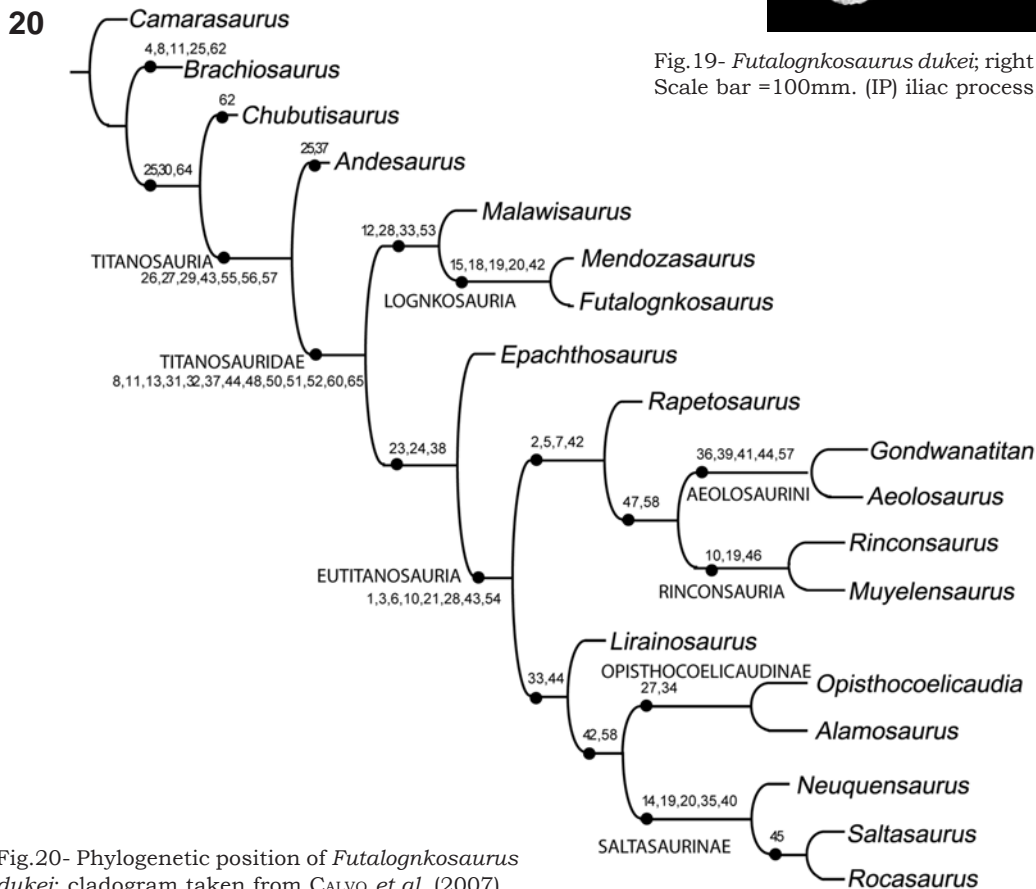 20
Fig.19- Futalognkosaurus dukei; right
Scale bar =100mm. (IP) iliac process
Camarasaurus
4,8,11,25,62
Brachiosaurus
62
Chubutisaurus
25,30,64
25,37
Andesaurus
TITANOSAURIA
26,27,29,43,55,56,57
12,28,33,53
Malawisaurus
15,18,19,20,42
LOGNKOSAURIA
Mendozasaurus
Futalognkosaurus
TITANOSAURIDAE
8,11,13,31,32,37,44,48,50,51,52,60,65
Epachthosaurus
23,24,38
2,5,7,42
Rapetosaurus
36,39,41,44,57
AEOLOSAURINI
Gondwanatitan
Aeolosaurus
47,58
10,19,46
RINCONSAURIA
Rinconsaurus
Muyelensaurus
EUTITANOSAURIA
1,3,6,10,21,28,43,54
Lirainosaurus
33,44
OPISTHOCOELICAUDINAE
27,34
Opisthocoelicaudia
Alamosaurus
42,58
14,19,20,35,40
SALTASAURINAE
Neuquensaurus
45
Saltasaurus
Rocasaurus
Fig.20- Phylogenetic position of Futalognkosaurus
dukei; cladogram taken from CALVO et al. (2007)